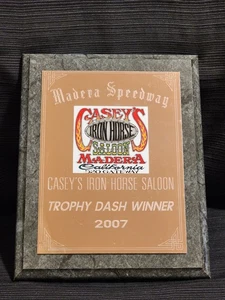 Madera Speedway
CASEY'S
IRON HORSE
SALOON
MADERA
California
CASEY'S IRON HORSE SALOON
TROPHY DASH WINNER
2007